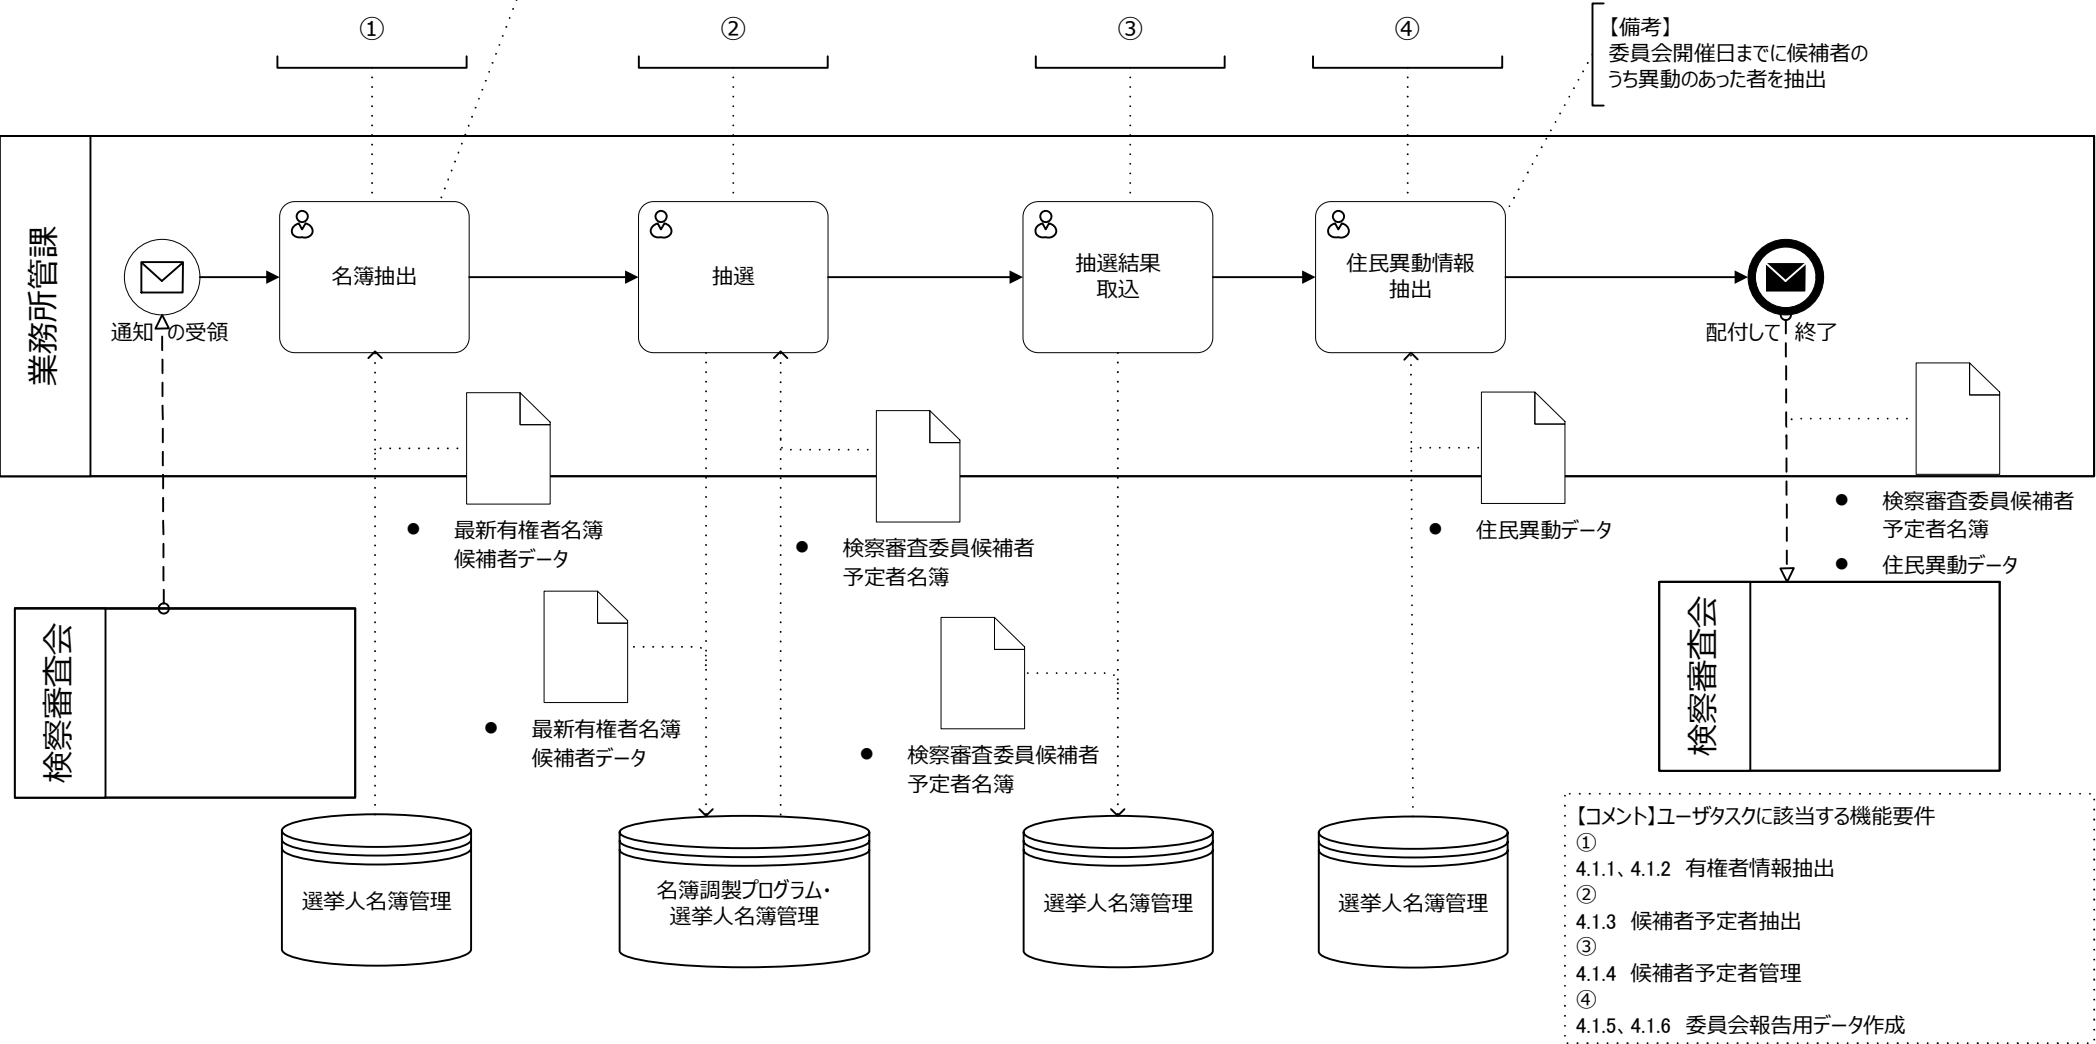 ①
②
③
④
【備考】
委員会開催日までに候補者の
うち異動のあった者を抽出
業務所管課
通知 の受領
名簿抽出
抽選
抽選結果
取込
住民異動情報
抽出
配付して 終了
● 最新有権者名簿
候補者データ
● 検察審査委員候補者
予定者名簿
● 住民異動データ
● 検察審査委員候補者
予定者名簿
● 住民異動データ
● 最新有権者名簿
候補者データ
● 検察審査委員候補者
予定者名簿
検察審査会
検察審査会
選挙人名簿管理
名簿調製プログラム・
選挙人名簿管理
選挙人名簿管理
選挙人名簿管理
【コメント】ユーザタスクに該当する機能要件
①
4.1.1、4.1.2 有権者情報抽出
②
4.1.3 候補者予定者抽出
③
4.1.4 候補者予定者管理
④
4.1.5、4.1.6 委員会報告用データ作成